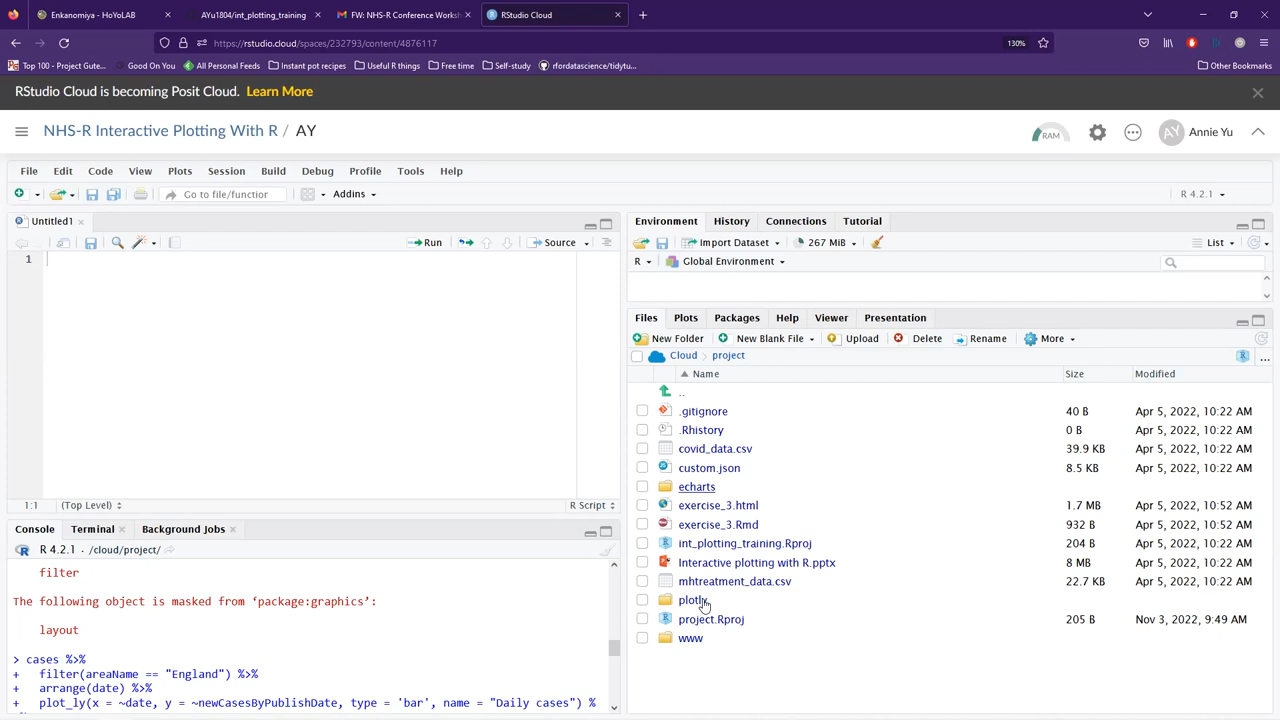 Enkanomiya - HoYoLAB
AYu1804/int_plotting_training
FW: NHS-R Conference Worksh
RStudio Cloud
https://rstudio.cloud/spaces/232793/content/4876117
130%
Top 100 - Project Gute...
Good On You
All Personal Feeds
Instant pot recipes
Useful R things
Free time
Self-study
rfordatascience/tidytu...
Other Bookmarks
RStudio Cloud is becoming Posit Cloud. Learn More
NHS-R Interactive Plotting With R / AY
RAM
AY
Annie Yu
File Edit Code View Plots Session Build Debug Profile Tools Help
Go to file/function
Addins
R 4.2.1
Untitled1
Run
Source
1
1:1
(Top Level)
R Script
Environment History Connections Tutorial
Import Dataset
267 MiB
List
R
Global Environment
Files Plots Packages Help Viewer Presentation
New Folder
New Blank File
Upload
Delete
Rename
More
Cloud
project
...
Name
Size
Modified
..
.gitignore 40 B Apr 5, 2022, 10:22 AM
.Rhistory 0 B Apr 5, 2022, 10:22 AM
covid_data.csv 39.9 KB Apr 5, 2022, 10:22 AM
custom.json 8.5 KB Apr 5, 2022, 10:22 AM
echarts
exercise_3.html 1.7 MB Apr 5, 2022, 10:52 AM
exercise_3.Rmd 932 B Apr 5, 2022, 10:52 AM
int_plotting_training.Rproj 204 B Apr 5, 2022, 10:22 AM
Interactive plotting with R.pptx 8 MB Apr 5, 2022, 10:22 AM
mhtreatment_data.csv 22.7 KB Apr 5, 2022, 10:22 AM
plotly
project.Rproj 205 B Nov 3, 2022, 9:49 AM
www
Console Terminal Background Jobs
R 4.2.1 · /cloud/project/
filter
The following object is masked from ‘package:graphics’:
layout
> cases %>%
+ filter(areaName == "England") %>%
+ arrange(date) %>%
+ plot_ly(x = ~date, y = ~newCasesByPublishDate, type = 'bar', name = "Daily cases") %